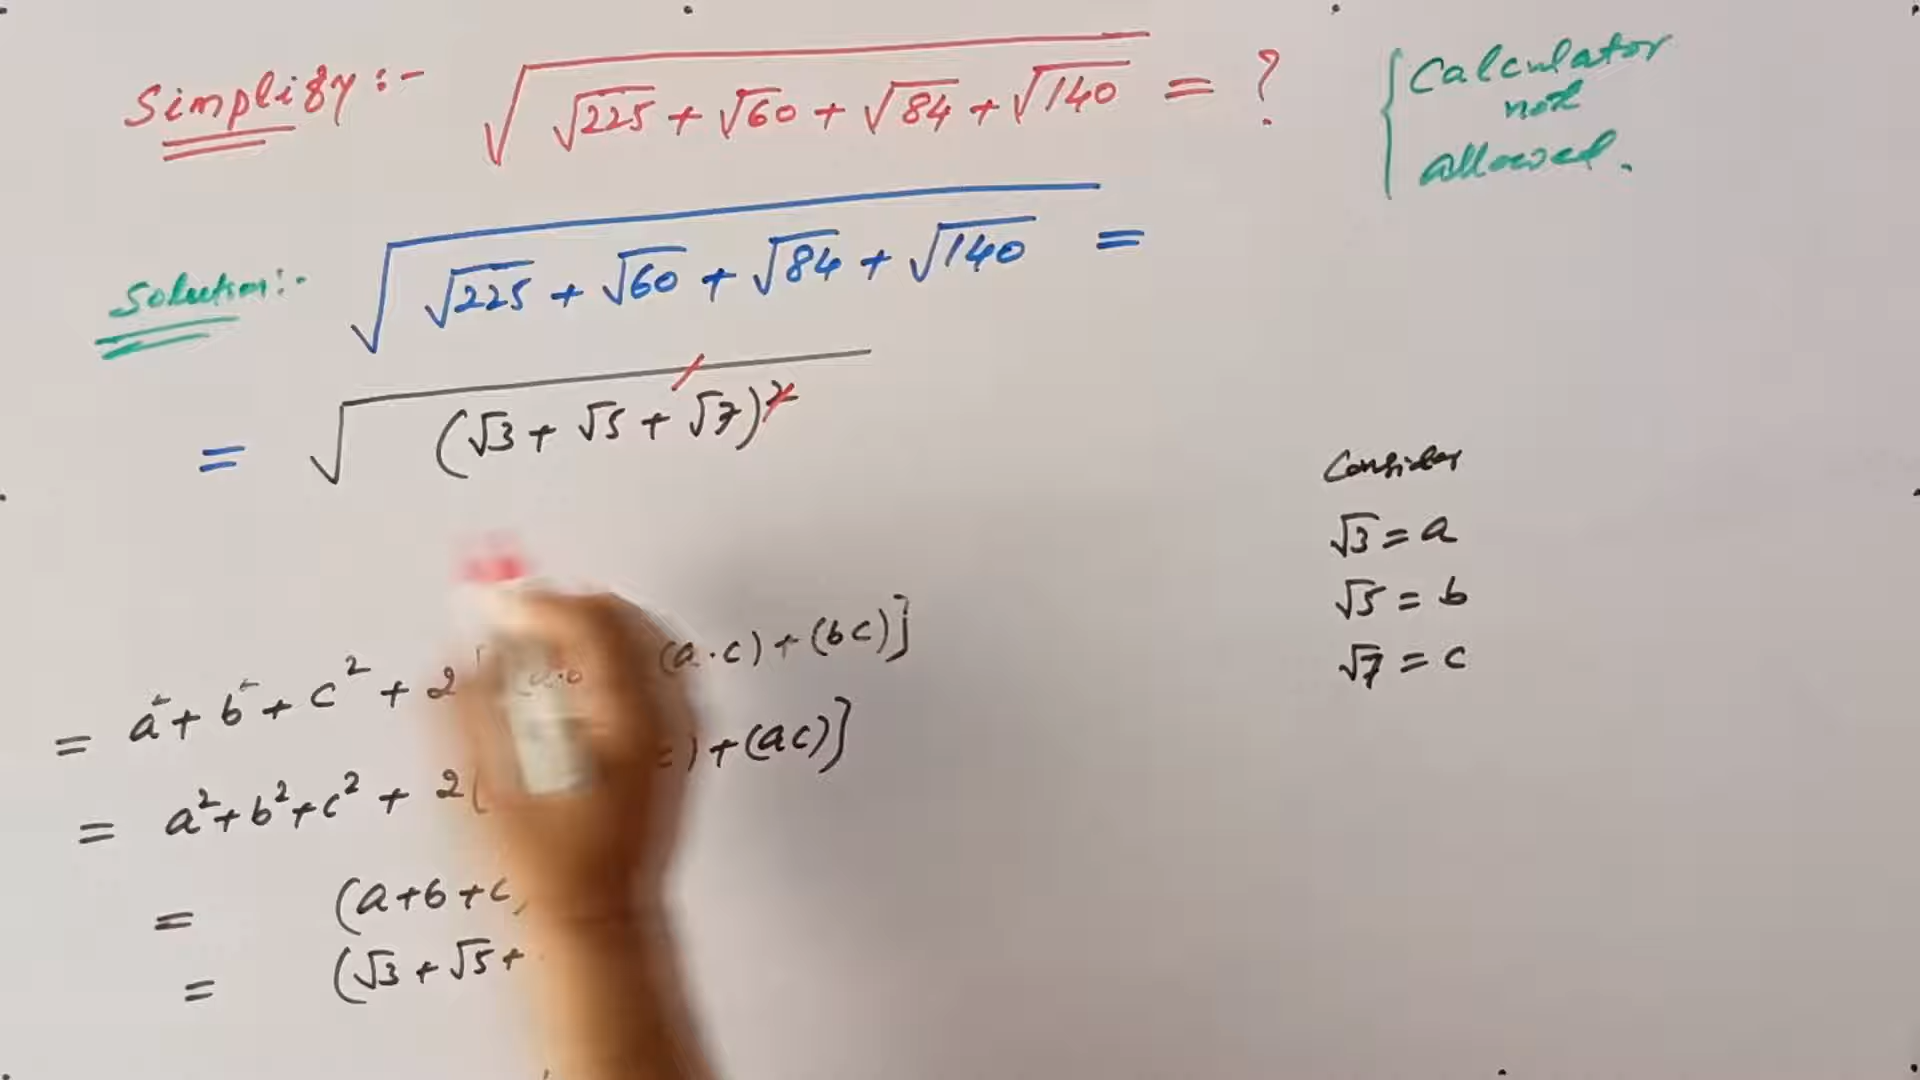 Simplify:- √(√225 + √60 + √84 + √140) = ?
{ Calculator
not
allowed.
Solution:- √(√225 + √60 + √84 + √140) =
= √(√3 + √5 + √7)²
Consider
√3 = a
√5 = b
√7 = c
= a² + b² + c² + 2 (a·c) + (bc)]
= a² + b² + c² + 2( ) + (ac)]
= (a + b + c
= (√3 + √5 +